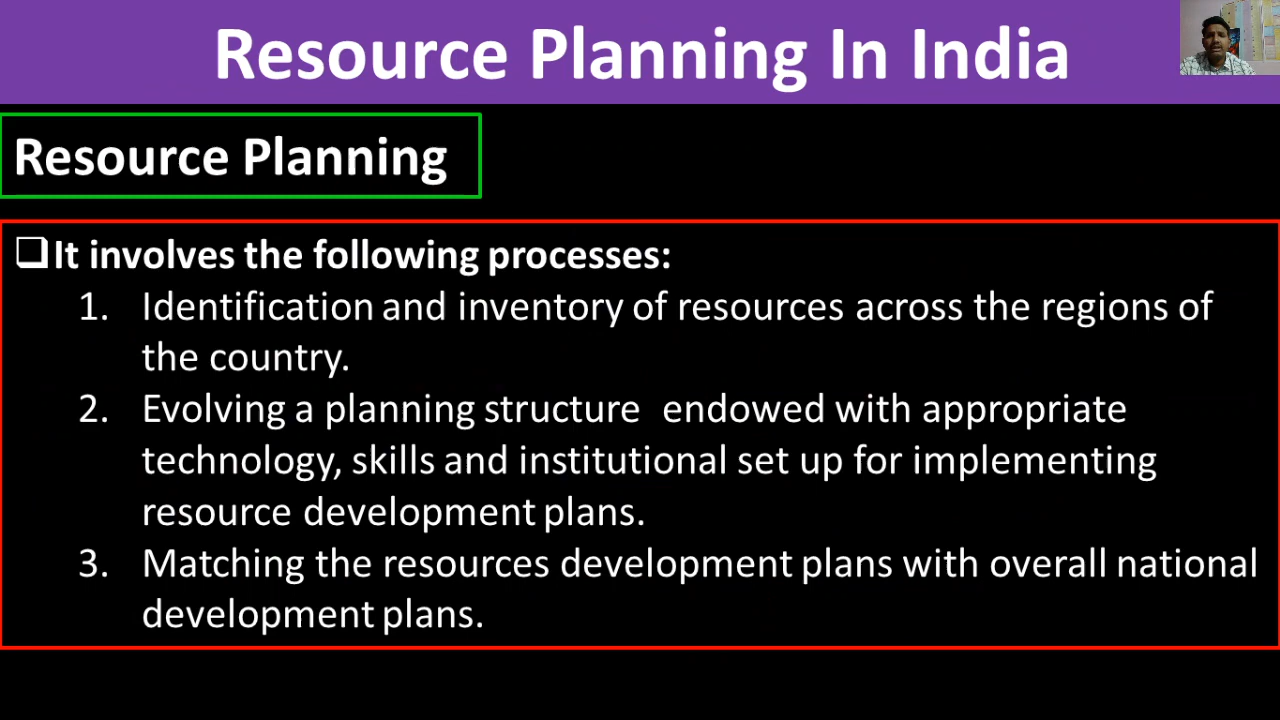 Resource Planning In India
Resource Planning
❑It involves the following processes:
1. Identification and inventory of resources across the regions of
the country.
2. Evolving a planning structure  endowed with appropriate
technology, skills and institutional set up for implementing
resource development plans.
3. Matching the resources development plans with overall national
development plans.